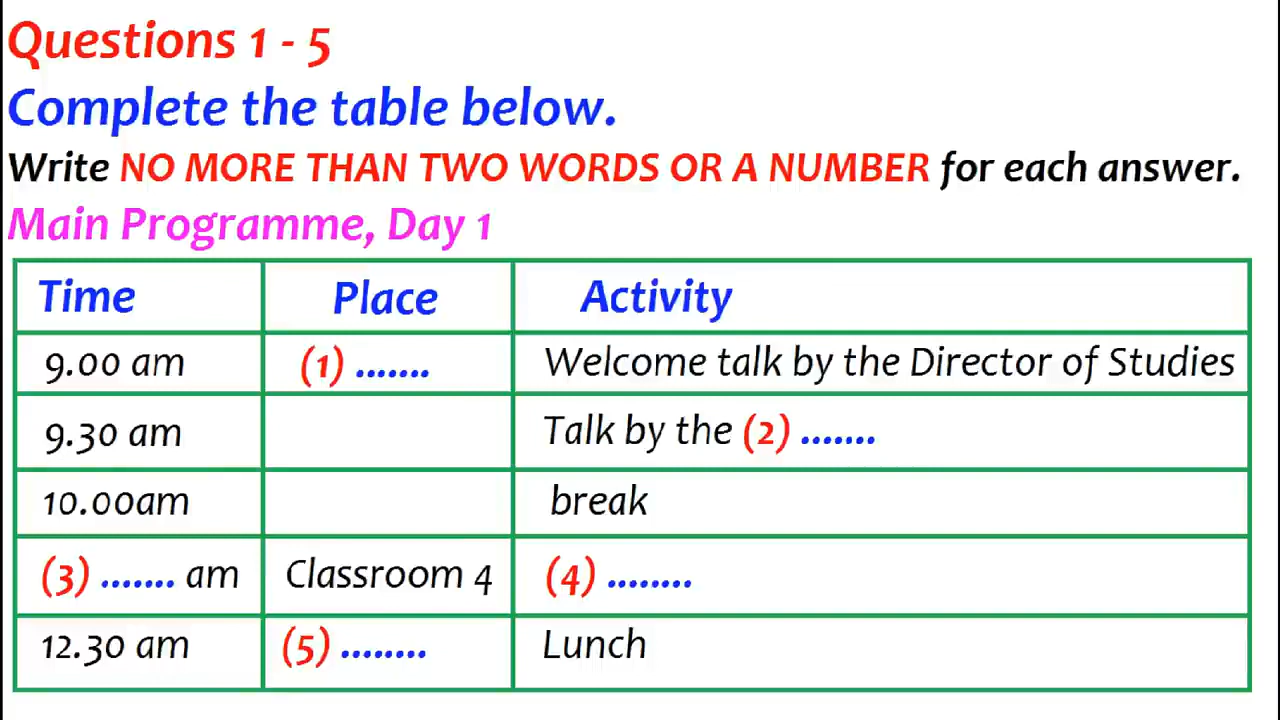 Questions 1 - 5
Complete the table below.
Write NO MORE THAN TWO WORDS OR A NUMBER for each answer.
Main Programme, Day 1
Time Place Activity
9.00 am (1) ....... Welcome talk by the Director of Studies
9.30 am Talk by the (2) .......
10.00am break
(3) ....... am Classroom 4 (4) ........
12.30 am (5) ........ Lunch